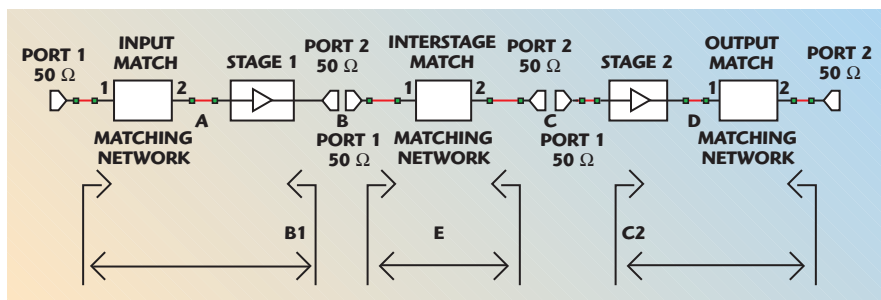 PORT 1
50 Ω
INPUT
MATCH
1
2
MATCHING
NETWORK
A
STAGE 1
PORT 2
50 Ω
B
PORT 1
50 Ω
INTERSTAGE
MATCH
1
2
MATCHING
NETWORK
PORT 2
50 Ω
C
PORT 1
50 Ω
STAGE 2
D
OUTPUT
MATCH
1
2
MATCHING
NETWORK
PORT 2
50 Ω
B1
E
C2